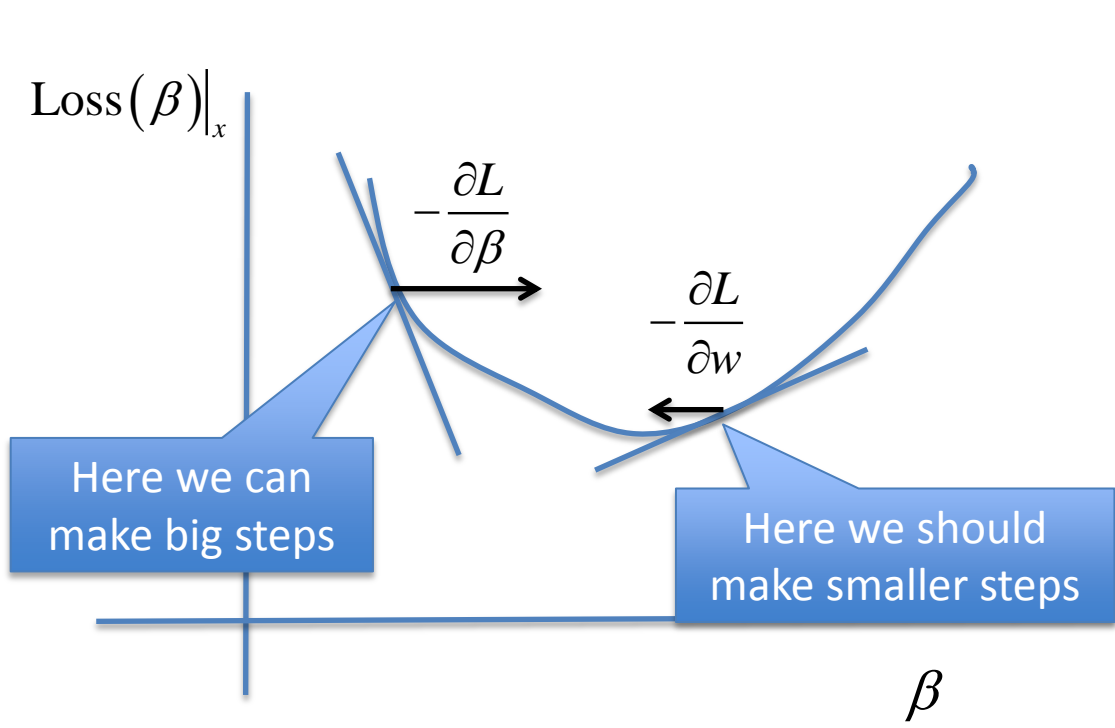 Loss(β)|ₓ
−∂L/∂β
−∂L/∂w
Here we can
make big steps
Here we should
make smaller steps
β